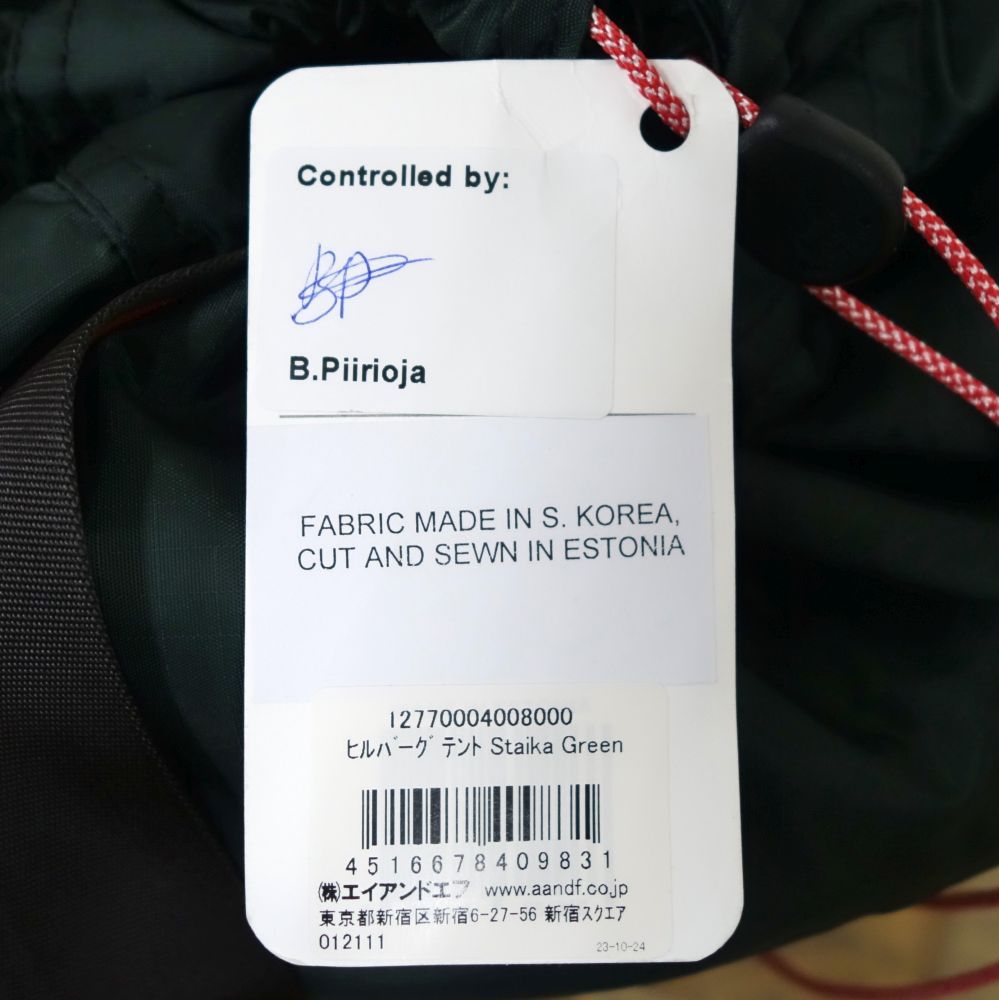 Controlled by:
B.Piirioja
FABRIC MADE IN S. KOREA,
CUT AND SEWN IN ESTONIA
12770004008000
ﾋﾙﾊﾞｰｸﾞ ﾃﾝﾄ Staika Green
4516678409831
㈱エイアンドエフ www.aandf.co.jp
東京都新宿区新宿6-27-56 新宿ｽｸｴｱ
012111
23-10-24